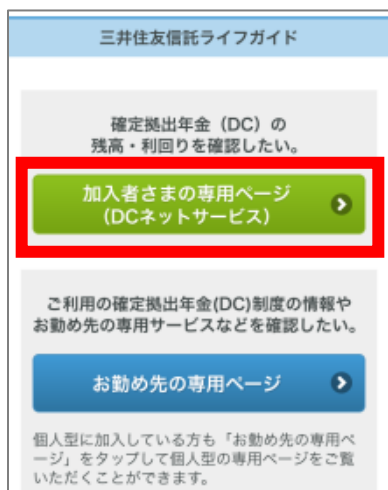 三井住友信託ライフガイド
確定拠出年金（DC）の
残高・利回りを確認したい。
加入者さまの専用ページ
（DCネットサービス）
ご利用の確定拠出年金(DC)制度の情報や
お勤め先の専用サービスなどを確認したい。
お勤め先の専用ページ
個人型に加入している方も「お勤め先の専用ペ
ージ」をタップして個人型の専用ページをご覧
いただくことができます。